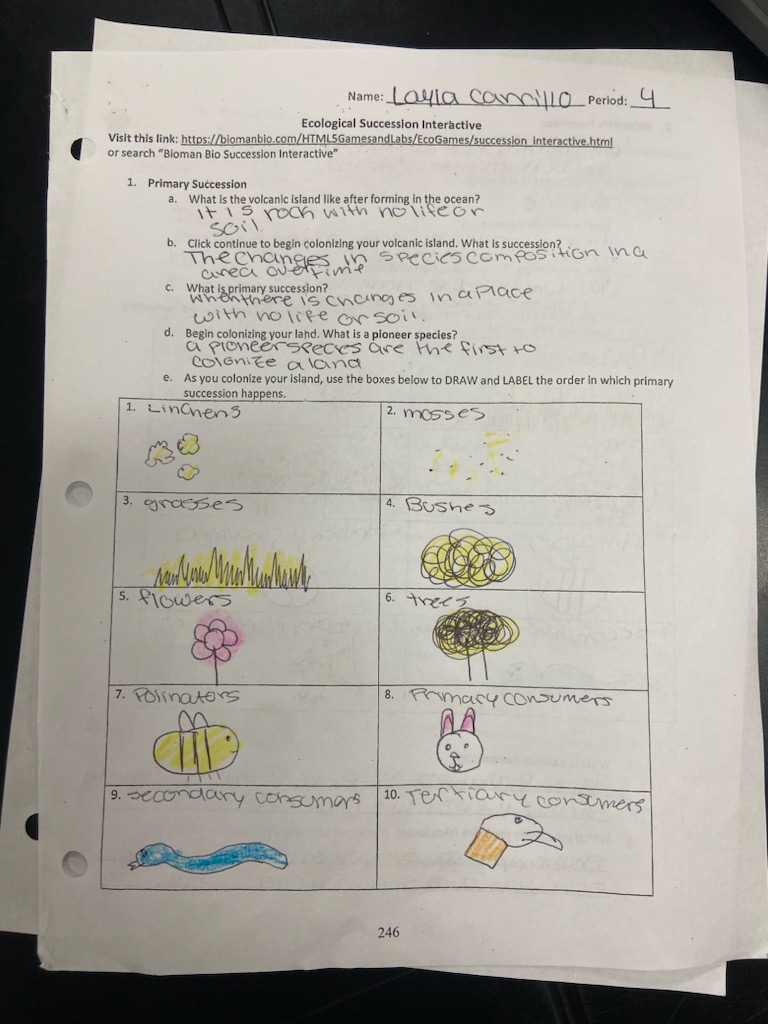 Name: Layla Carrillo Period: 4
Ecological Succession Interactive
Visit this link: https://biomanbio.com/HTML5GamesandLabs/EcoGames/succession_interactive.html
or search "Bioman Bio Succession Interactive"
1. Primary Succession
a. What is the volcanic island like after forming in the ocean?
It is rock with no life or
soil.
b. Click continue to begin colonizing your volcanic island. What is succession?
The changes in species composition in a
area over time
c. What is primary succession?
when there is changes in a place
with no life or soil.
d. Begin colonizing your land. What is a pioneer species?
a pioneer species are the first to
colonize a land
e. As you colonize your island, use the boxes below to DRAW and LABEL the order in which primary
succession happens.
1. Linchens
2. mosses
3. grasses
4. Bushes
5. flowers
6. trees
7. Polinators
8. Primary consumers
9. secondary consumars
10. Tertiary consumers
246